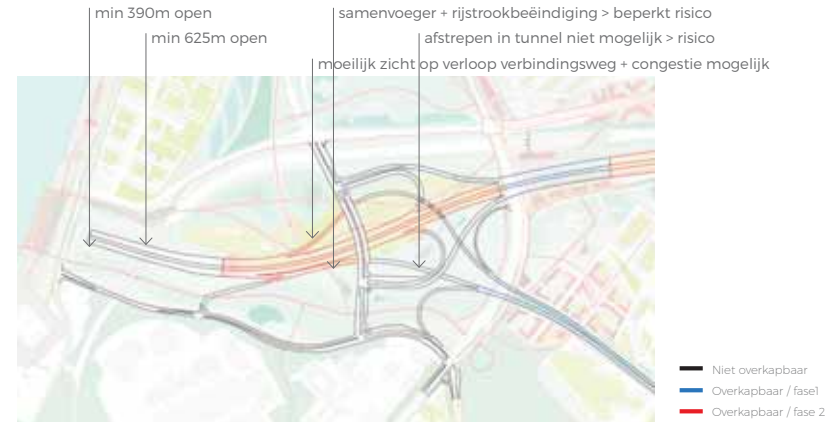 min 390m open
samenvoeger + rijstrookbeëindiging > beperkt risico
min 625m open
afstrepen in tunnel niet mogelijk > risico
moeilijk zicht op verloop verbindingsweg + congestie mogelijk
Niet overkapbaar
Overkapbaar / fase1
Overkapbaar / fase 2